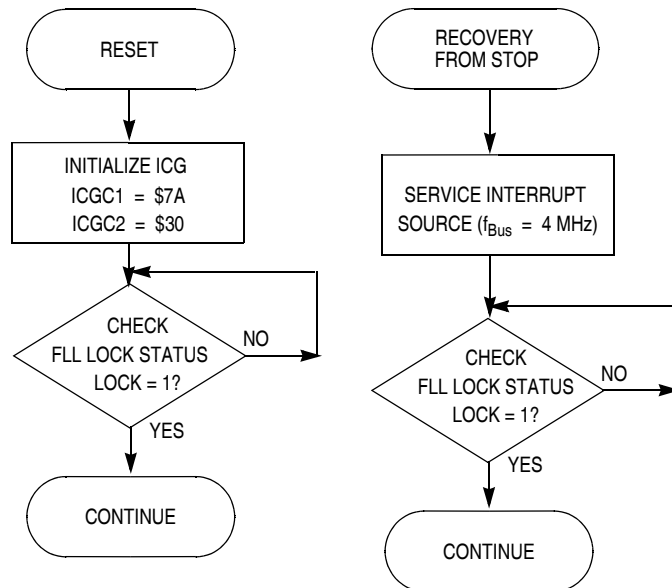 RESET
INITIALIZE ICG
ICGC1 = $7A
ICGC2 = $30
CHECK
FLL LOCK STATUS
LOCK = 1?
NO
YES
CONTINUE
RECOVERY
FROM STOP
SERVICE INTERRUPT
SOURCE (fBus = 4 MHz)
CHECK
FLL LOCK STATUS
LOCK = 1?
NO
YES
CONTINUE